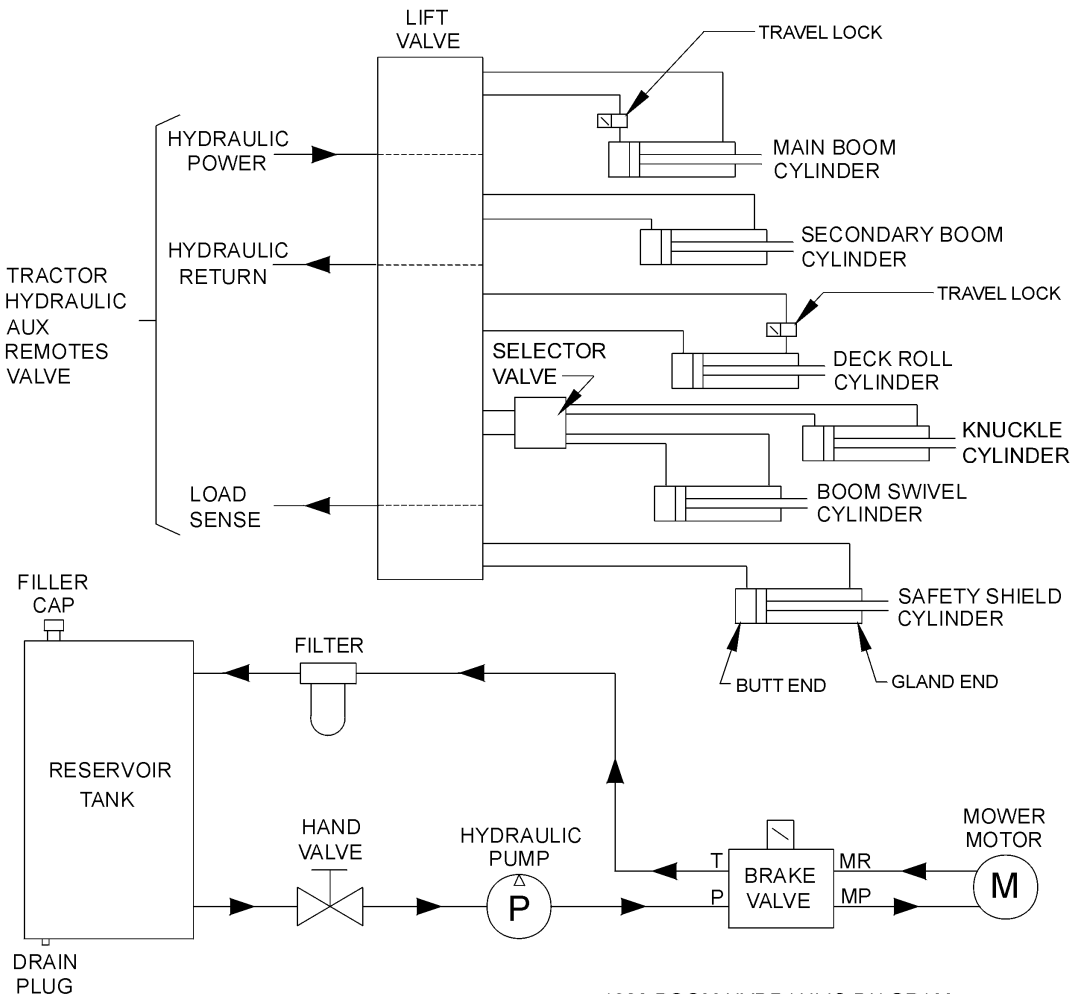 LIFT
VALVE
TRAVEL LOCK
HYDRAULIC
POWER
MAIN BOOM
CYLINDER
SECONDARY BOOM
CYLINDER
HYDRAULIC
RETURN
TRACTOR
HYDRAULIC
AUX
REMOTES
VALVE
TRAVEL LOCK
SELECTOR
VALVE
DECK ROLL
CYLINDER
KNUCKLE
CYLINDER
LOAD
SENSE
BOOM SWIVEL
CYLINDER
SAFETY SHIELD
CYLINDER
BUTT END
GLAND END
FILLER
CAP
FILTER
RESERVOIR
TANK
HAND
VALVE
HYDRAULIC
PUMP
P
T
P
BRAKE
VALVE
MR
MP
MOWER
MOTOR
M
DRAIN
PLUG